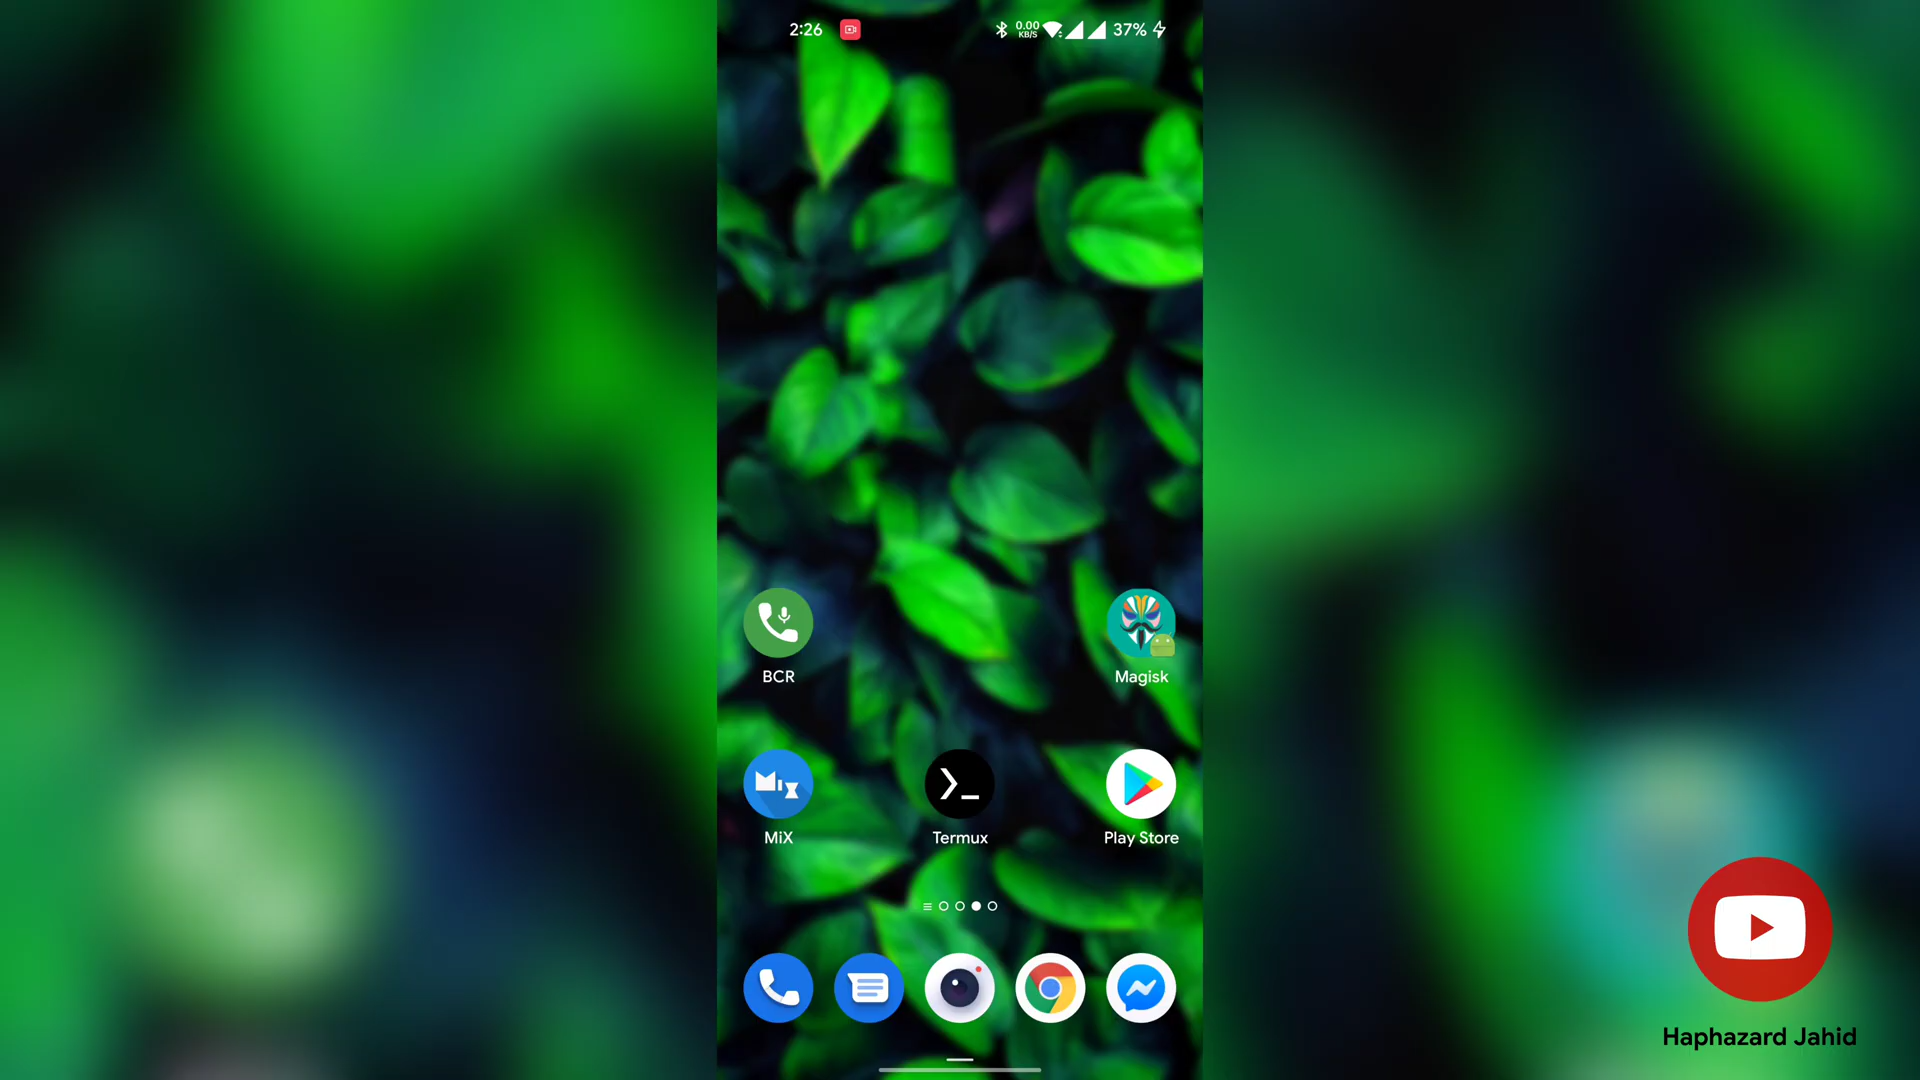 2:26
0.00
KB/S
37%
BCR
Magisk
MiX
Termux
Play Store
Haphazard Jahid